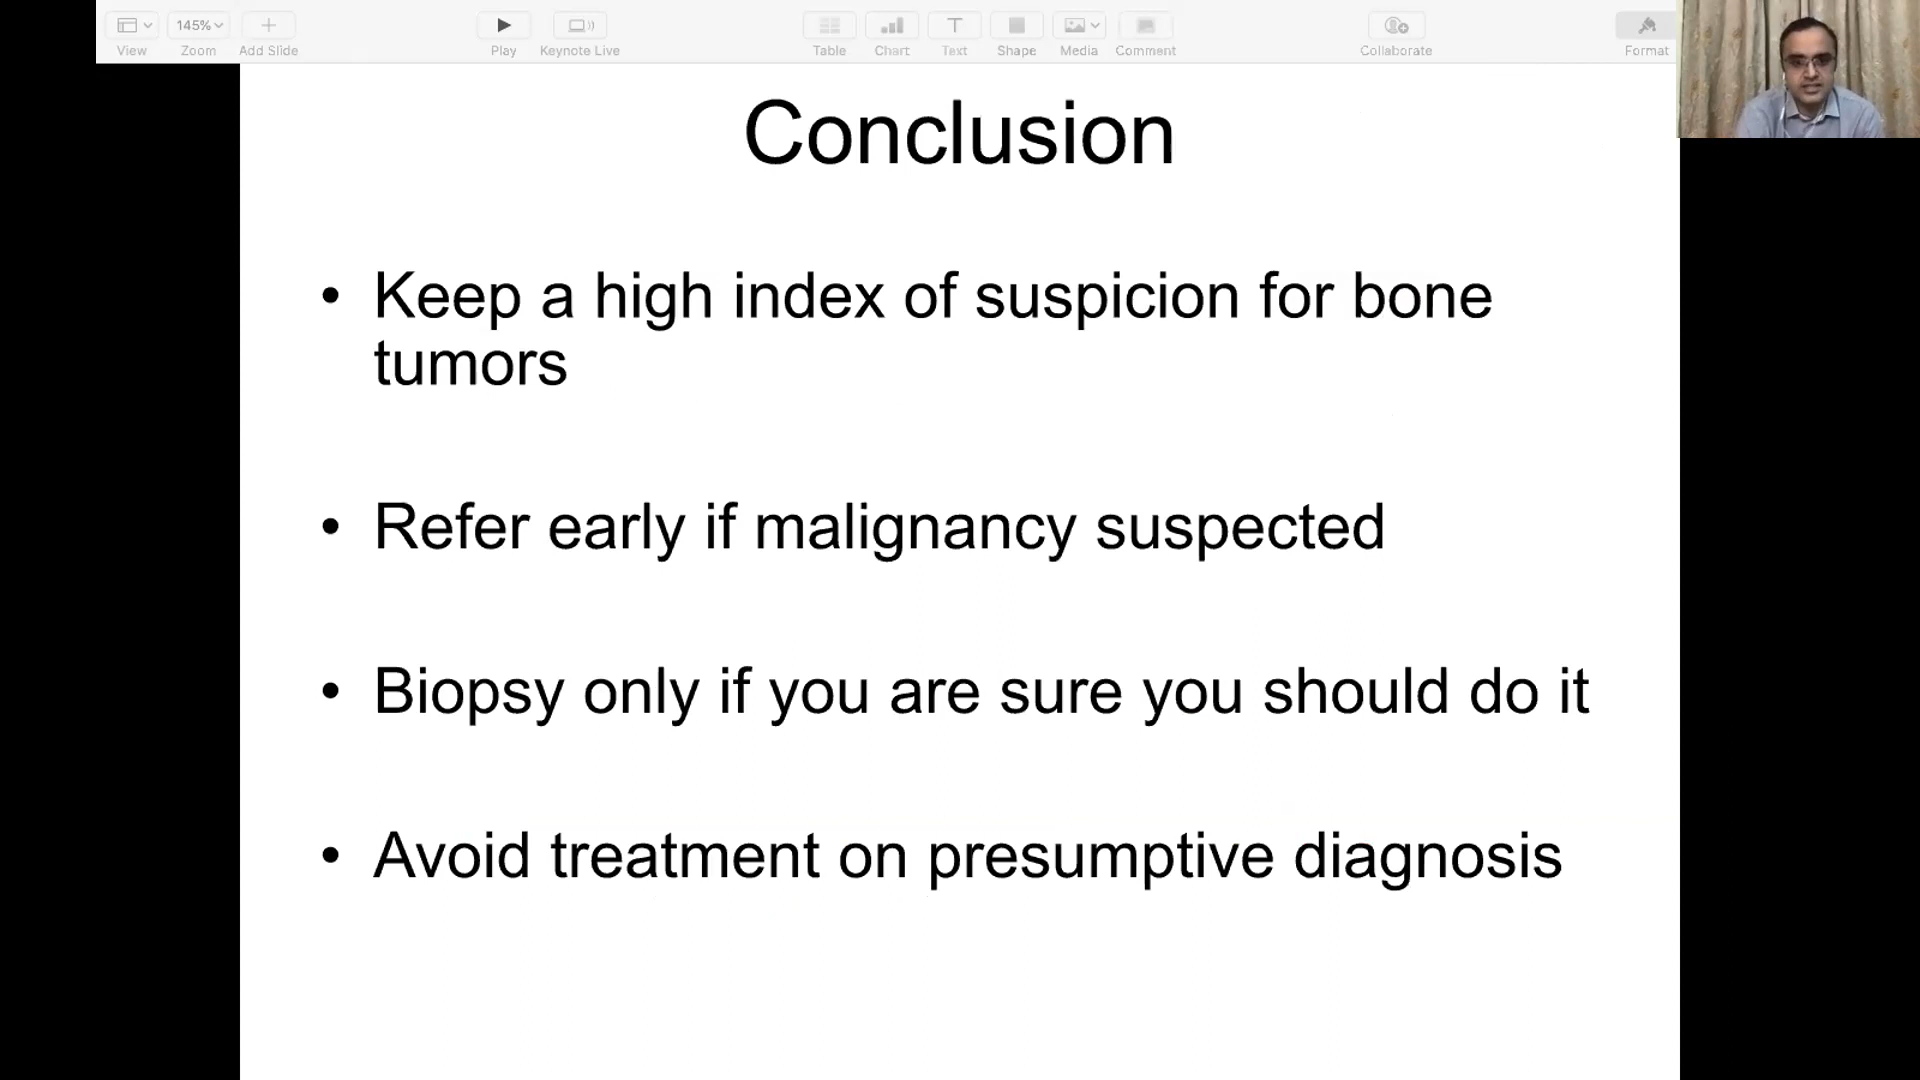 145%
View
Zoom
Add Slide
Play
Keynote Live
Table
Chart
Text
Shape
Media
Comment
Collaborate
Format
Conclusion
• Keep a high index of suspicion for bone
tumors
• Refer early if malignancy suspected
• Biopsy only if you are sure you should do it
• Avoid treatment on presumptive diagnosis